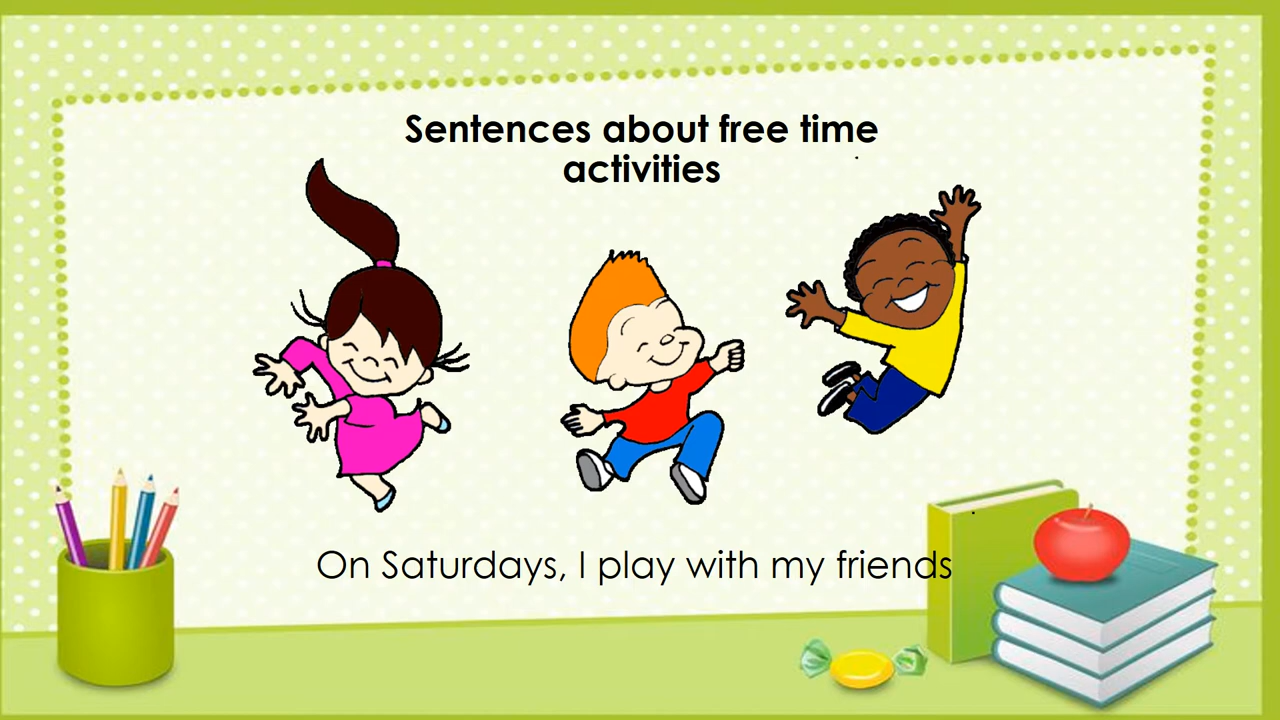 Sentences about free time
activities
On Saturdays, I play with my friends